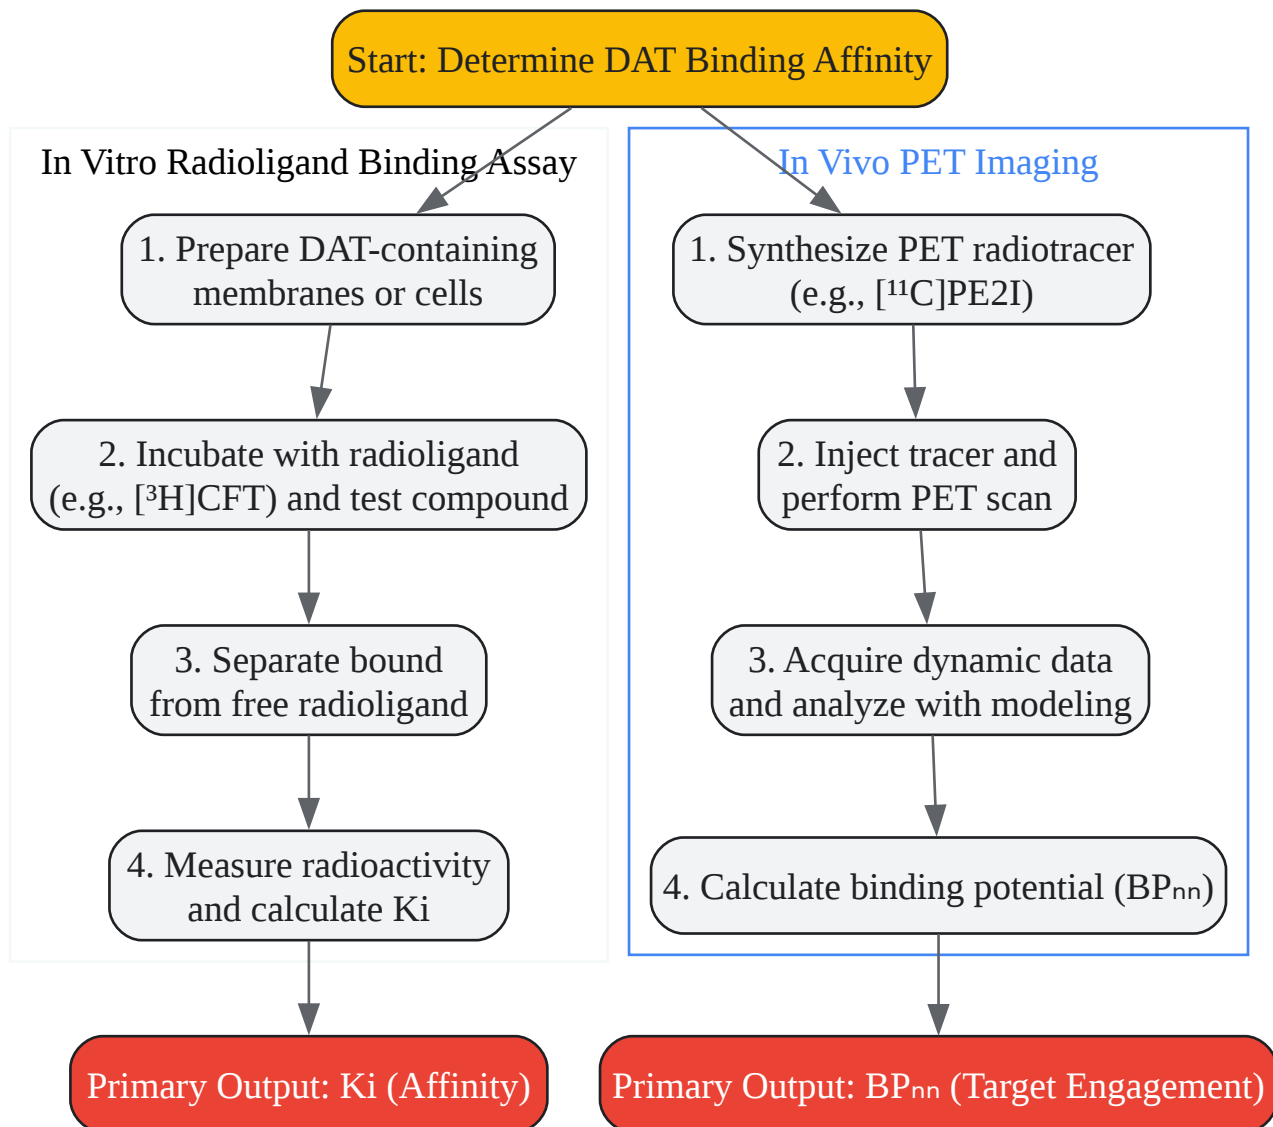 Start: Determine DAT Binding Affinity
In Vitro Radioligand Binding Assay
1. Prepare DAT-containing
membranes or cells
2. Incubate with radioligand
(e.g., [³H]CFT) and test compound
3. Separate bound
from free radioligand
4. Measure radioactivity
and calculate Ki
Primary Output: Ki (Affinity)
In Vivo PET Imaging
1. Synthesize PET radiotracer
(e.g., [¹¹C]PE2I)
2. Inject tracer and
perform PET scan
3. Acquire dynamic data
and analyze with modeling
4. Calculate binding potential (BPₙₙ)
Primary Output: BPₙₙ (Target Engagement)